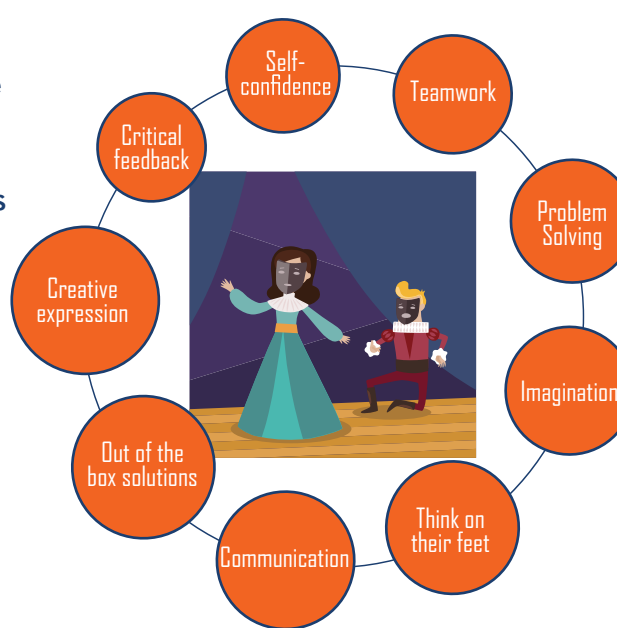 Self-
confidence
Teamwork
Problem
Solving
Imagination
Think on
their feet
Communication
Out of the
box solutions
Creative
expression
Critical
feedback
s